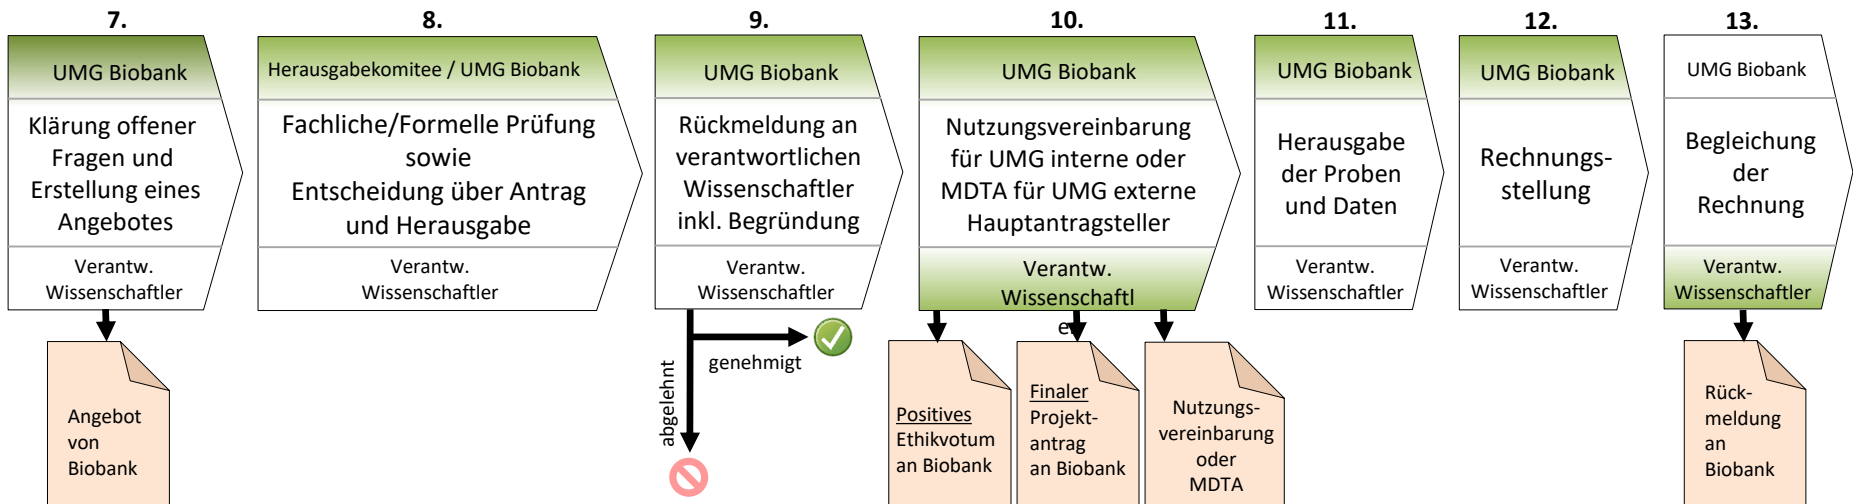 7.
UMG Biobank
Klärung offener
Fragen und
Erstellung eines
Angebotes
Verantw.
Wissenschaftler
Angebot
von
Biobank
8.
Herausgabekomitee / UMG Biobank
Fachliche/Formelle Prüfung
sowie
Entscheidung über Antrag
und Herausgabe
Verantw.
Wissenschaftler
9.
UMG Biobank
Rückmeldung an
verantwortlichen
Wissenschaftler
inkl. Begründung
Verantw.
Wissenschaftler
genehmigt
abgelehnt
10.
UMG Biobank
Nutzungsvereinbarung
für UMG interne oder
MDTA für UMG externe
Hauptantragsteller
Verantw.
Wissenschaftl
er
Positives
Ethikvotum
an Biobank
Finaler
Projekt-
antrag
an Biobank
Nutzungs-
vereinbarung
oder
MDTA
11.
UMG Biobank
Herausgabe
der Proben
und Daten
Verantw.
Wissenschaftler
12.
UMG Biobank
Rechnungs-
stellung
Verantw.
Wissenschaftler
13.
UMG Biobank
Begleichung
der
Rechnung
Verantw.
Wissenschaftler
Rück-
meldung
an
Biobank